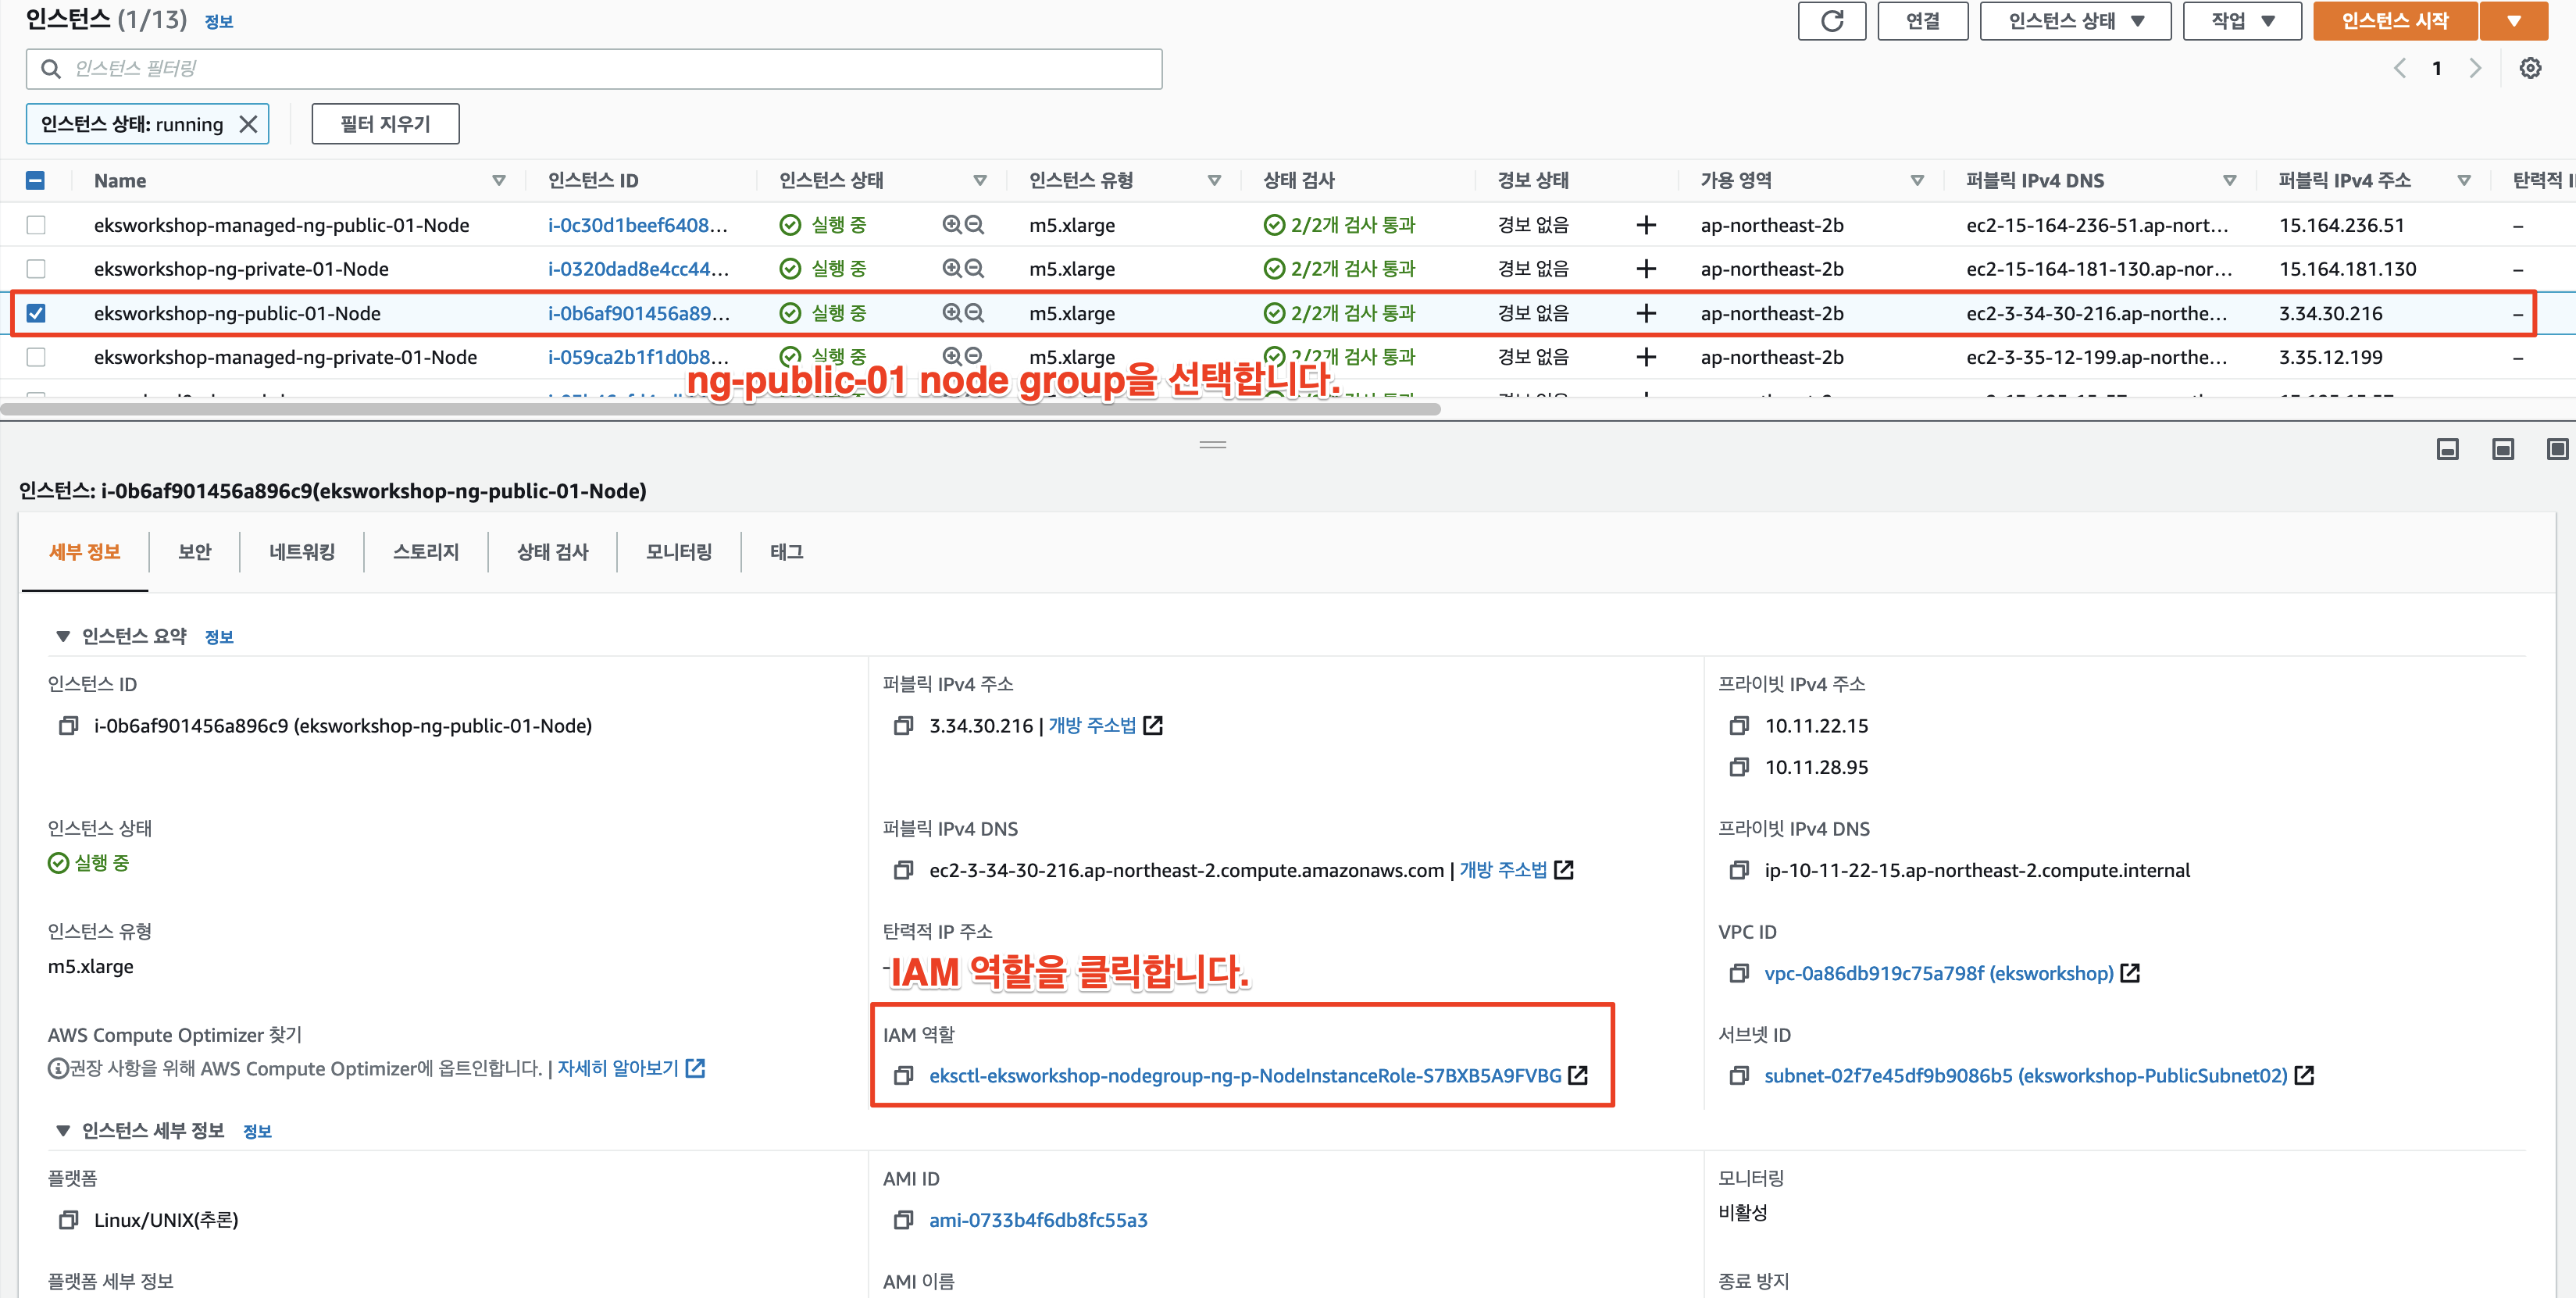 인스턴스 (1/13) 정보
연결 인스턴스 상태 작업 인스턴스 시작
인스턴스 필터링
1
인스턴스 상태: running
필터 지우기
Name 인스턴스 ID 인스턴스 상태 인스턴스 유형 상태 검사 경보 상태 가용 영역 퍼블릭 IPv4 DNS 퍼블릭 IPv4 주소 탄력적
eksworkshop-managed-ng-public-01-Node i-0c30d1beef6408... 실행 중 m5.xlarge 2/2개 검사 통과 경보 없음 ap-northeast-2b ec2-15-164-236-51.ap-nort... 15.164.236.51 –
eksworkshop-ng-private-01-Node i-0320dad8e4cc44... 실행 중 m5.xlarge 2/2개 검사 통과 경보 없음 ap-northeast-2b ec2-15-164-181-130.ap-nor... 15.164.181.130 –
eksworkshop-ng-public-01-Node i-0b6af901456a89... 실행 중 m5.xlarge 2/2개 검사 통과 경보 없음 ap-northeast-2b ec2-3-34-30-216.ap-northe... 3.34.30.216 –
eksworkshop-managed-ng-private-01-Node i-059ca2b1f1d0b8... 실행 중 m5.xlarge 2/2개 검사 통과 경보 없음 ap-northeast-2b ec2-3-35-12-199.ap-northe... 3.35.12.199 –
ng-public-01 node group을 선택합니다.
인스턴스: i-0b6af901456a896c9(eksworkshop-ng-public-01-Node)
세부 정보 보안 네트워킹 스토리지 상태 검사 모니터링 태그
인스턴스 요약 정보
인스턴스 ID
i-0b6af901456a896c9 (eksworkshop-ng-public-01-Node)
퍼블릭 IPv4 주소
3.34.30.216 | 개방 주소법
프라이빗 IPv4 주소
10.11.22.15
10.11.28.95
인스턴스 상태
실행 중
퍼블릭 IPv4 DNS
ec2-3-34-30-216.ap-northeast-2.compute.amazonaws.com | 개방 주소법
프라이빗 IPv4 DNS
ip-10-11-22-15.ap-northeast-2.compute.internal
인스턴스 유형
m5.xlarge
탄력적 IP 주소
-
IAM 역할을 클릭합니다.
VPC ID
vpc-0a86db919c75a798f (eksworkshop)
AWS Compute Optimizer 찾기
권장 사항을 위해 AWS Compute Optimizer에 옵트인합니다. | 자세히 알아보기
IAM 역할
eksctl-eksworkshop-nodegroup-ng-p-NodeInstanceRole-S7BXB5A9FVBG
서브넷 ID
subnet-02f7e45df9b9086b5 (eksworkshop-PublicSubnet02)
인스턴스 세부 정보 정보
플랫폼
Linux/UNIX(추론)
AMI ID
ami-0733b4f6db8fc55a3
모니터링
비활성
플랫폼 세부 정보
AMI 이름
종료 방지